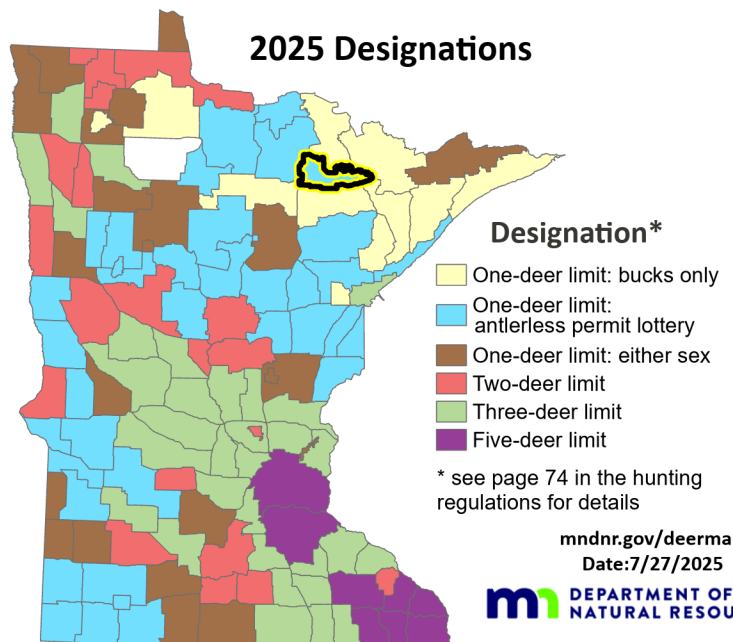 2025 Designations
Designation*
One-deer limit: bucks only
One-deer limit:
antlerless permit lottery
One-deer limit: either sex
Two-deer limit
Three-deer limit
Five-deer limit
* see page 74 in the hunting
regulations for details
mndnr.gov/deerma
Date:7/27/2025
mn DEPARTMENT OF
NATURAL RESOU